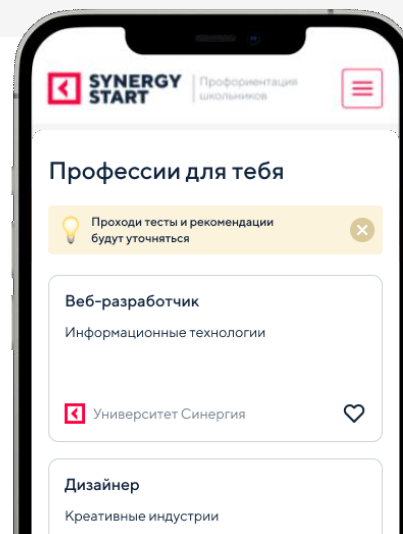 SYNERGY
START
Профориентация
школьников
Профессии для тебя
Проходи тесты и рекомендации
будут уточняться
Веб-разработчик
Информационные технологии
Университет Синергия
Дизайнер
Креативные индустрии